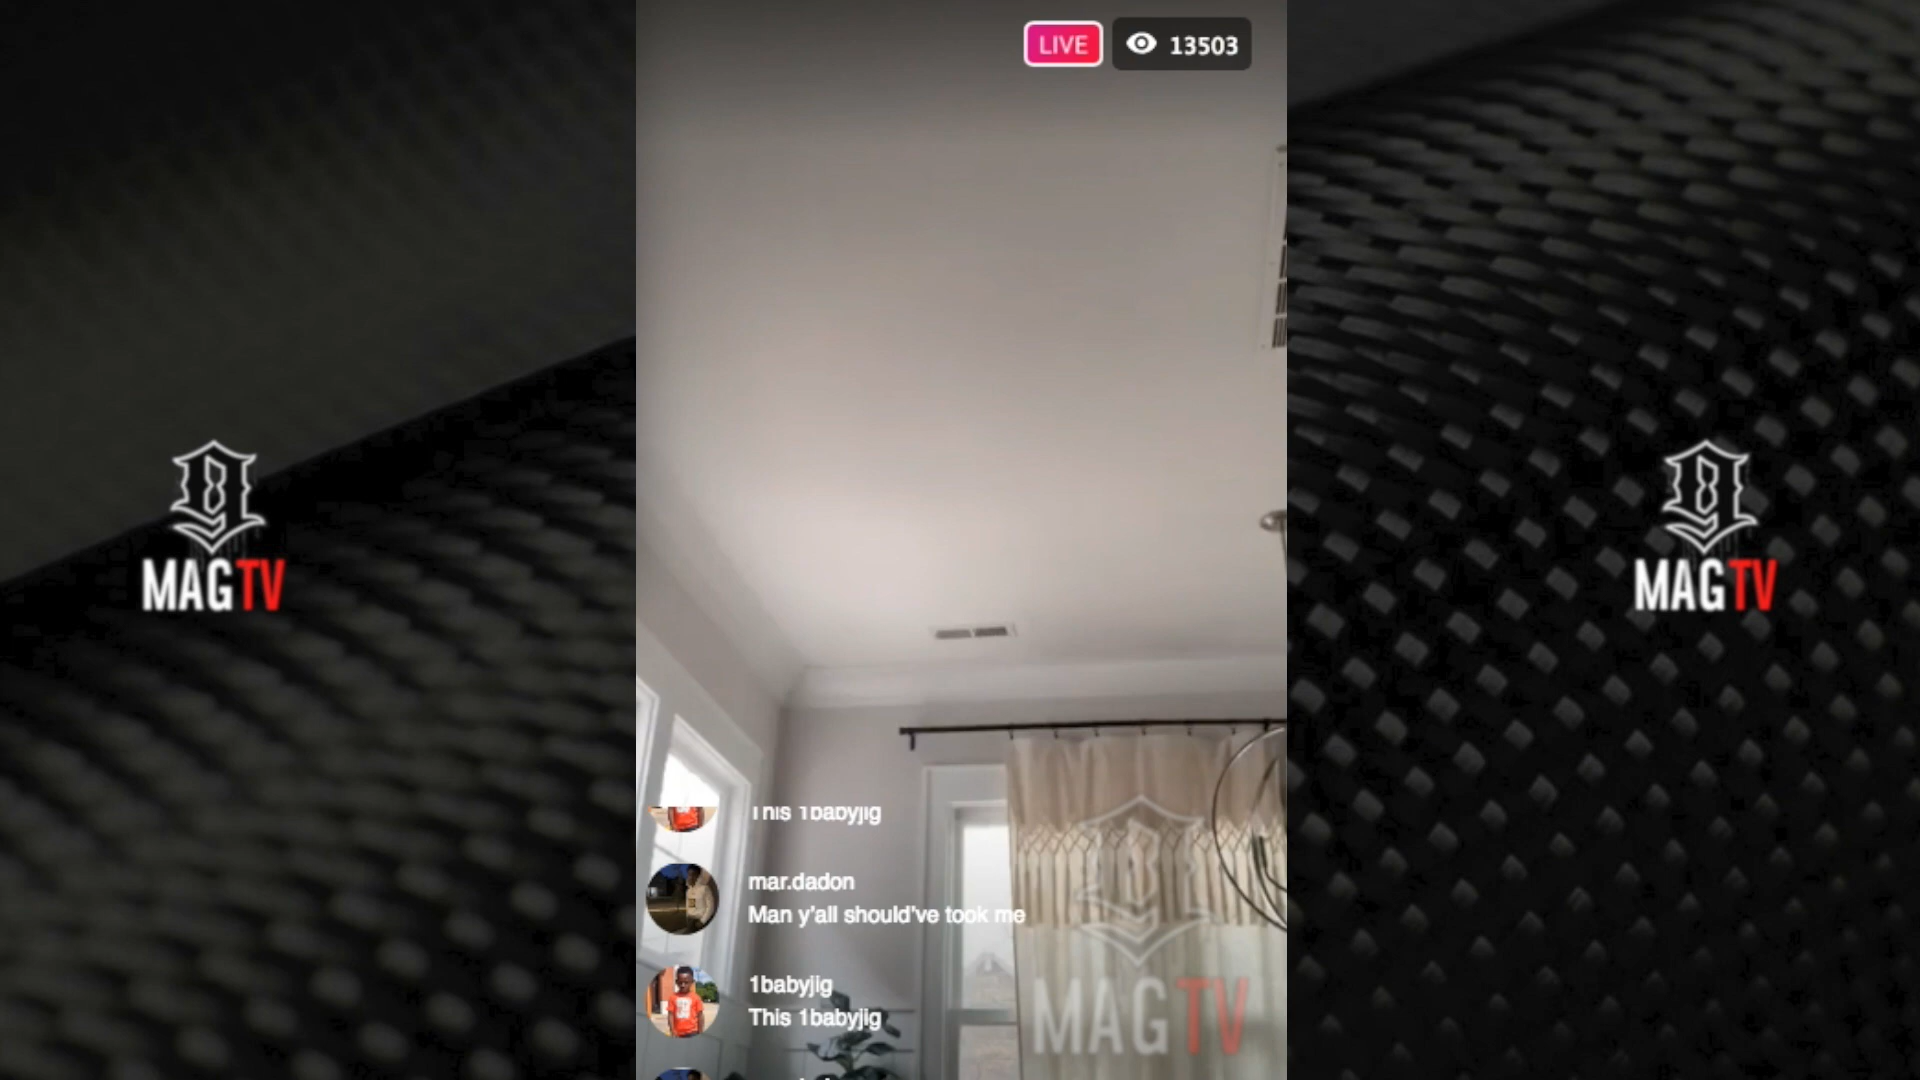 LIVE
13503
MAGTV
MAGTV
This 1babyjig
mar.dadon
Man y'all should've took me
1babyjig
This 1babyjig
MAGTV